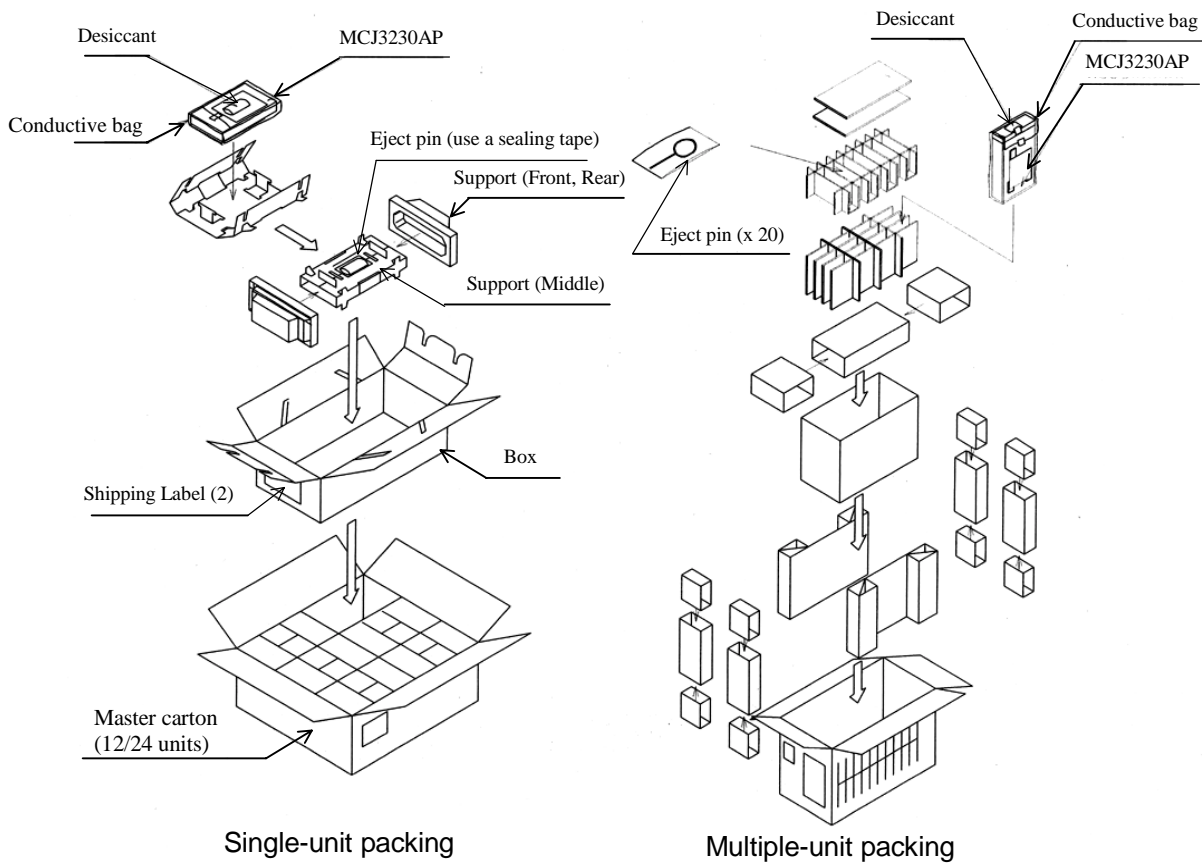 Desiccant
MCJ3230AP
Conductive bag
Eject pin (use a sealing tape)
Support (Front, Rear)
Support (Middle)
Box
Shipping Label (2)
Master carton
(12/24 units)
Single-unit packing
Desiccant
Conductive bag
MCJ3230AP
Eject pin (x 20)
Multiple-unit packing